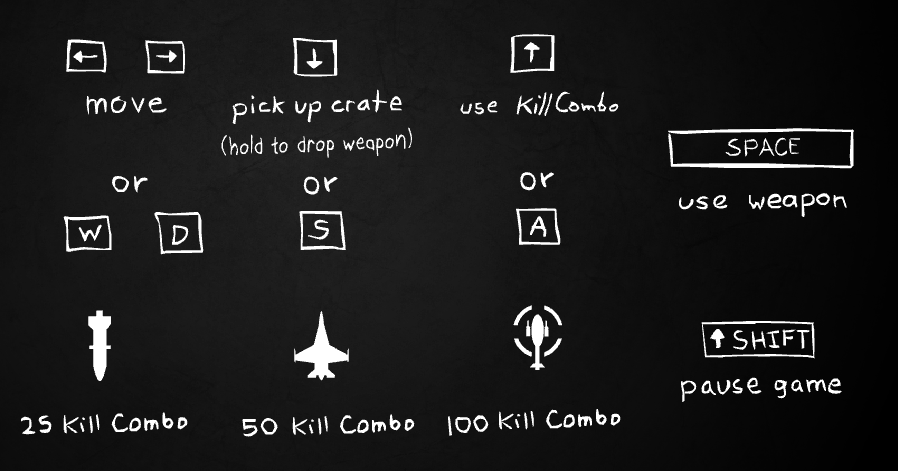 ← →
move
↓
pick up crate
(hold to drop weapon)
↑
use Kill Combo
SPACE
use weapon
or
or
or
W D
S
A
↑ SHIFT
pause game
25 Kill Combo
50 Kill Combo
100 Kill Combo